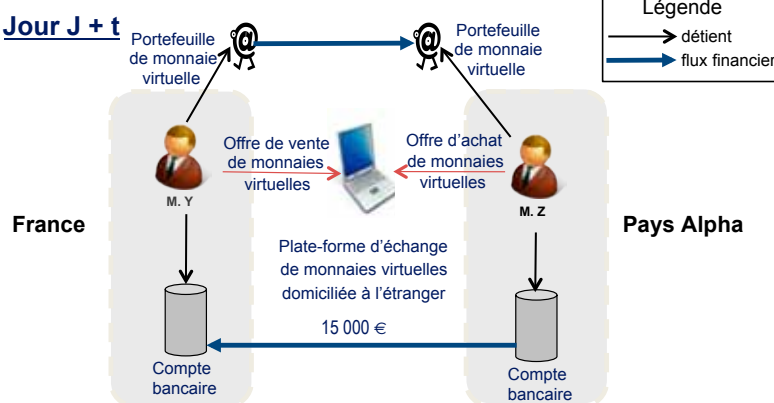 Jour J + t
Portefeuille
de monnaie
virtuelle
@
@
Portefeuille
de monnaie
virtuelle
Légende
détient
flux financier
Offre de vente
de monnaies
virtuelles
Offre d'achat
de monnaies
virtuelles
M. Y
M. Z
France
Pays Alpha
Plate-forme d'échange
de monnaies virtuelles
domiciliée à l'étranger
15 000 €
Compte
bancaire
Compte
bancaire